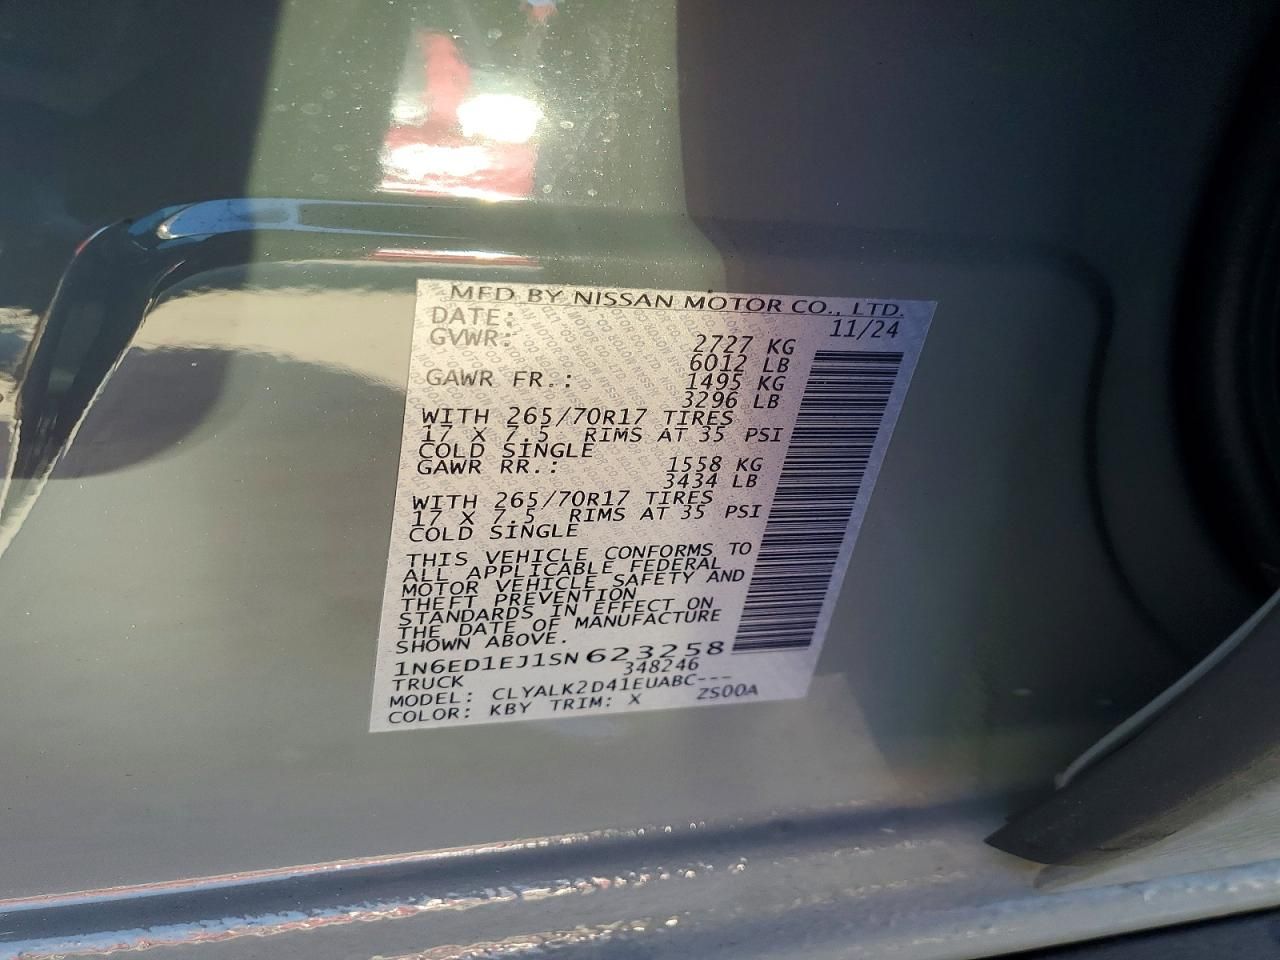 MFD BY NISSAN MOTOR CO., LTD.
DATE: 11/24
GVWR: 2727 KG
6012 LB
GAWR FR.: 1495 KG
3296 LB
WITH 265/70R17 TIRES
17 X 7.5 RIMS AT 35 PSI
COLD SINGLE
GAWR RR.: 1558 KG
3434 LB
WITH 265/70R17 TIRES
17 X 7.5 RIMS AT 35 PSI
COLD SINGLE
THIS VEHICLE CONFORMS TO
ALL APPLICABLE FEDERAL
MOTOR VEHICLE SAFETY AND
THEFT PREVENTION
STANDARDS IN EFFECT ON
THE DATE OF MANUFACTURE
SHOWN ABOVE.
1N6ED1EJ1SN623258
TRUCK 348246
MODEL: CLYALK2D41EUABC---
COLOR: KBY TRIM: X ZS00A